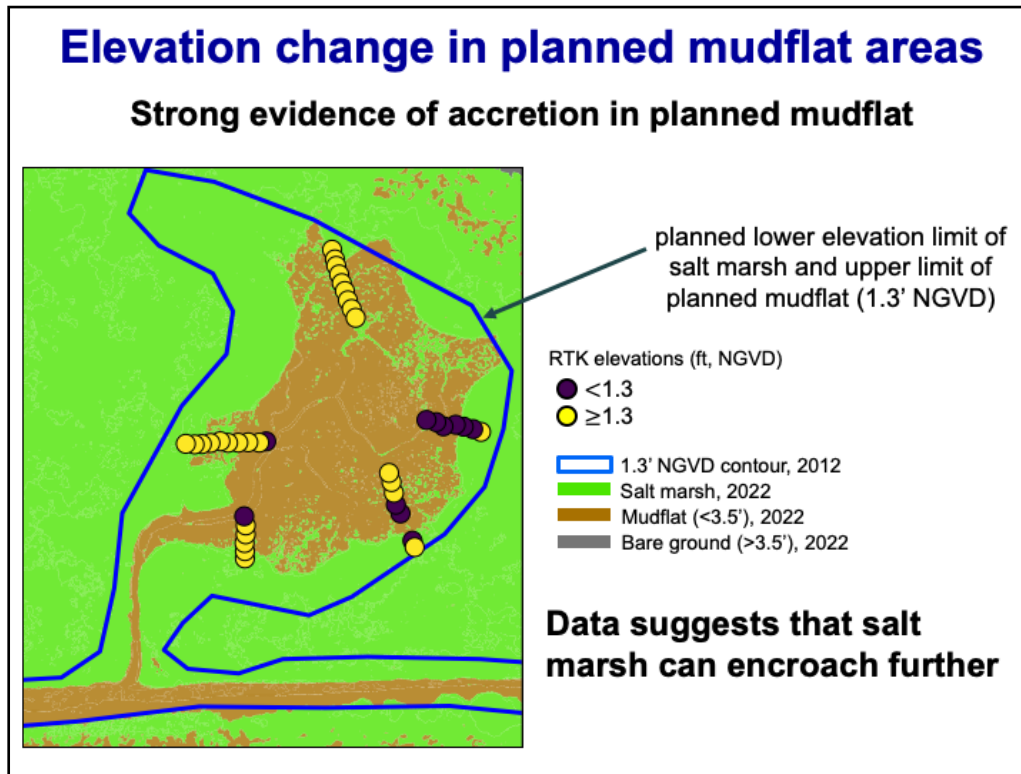 Elevation change in planned mudflat areas
Strong evidence of accretion in planned mudflat
planned lower elevation limit of
salt marsh and upper limit of
planned mudflat (1.3' NGVD)
RTK elevations (ft, NGVD)
<1.3
≥1.3
1.3' NGVD contour, 2012
Salt marsh, 2022
Mudflat (<3.5'), 2022
Bare ground (>3.5'), 2022
Data suggests that salt
marsh can encroach further